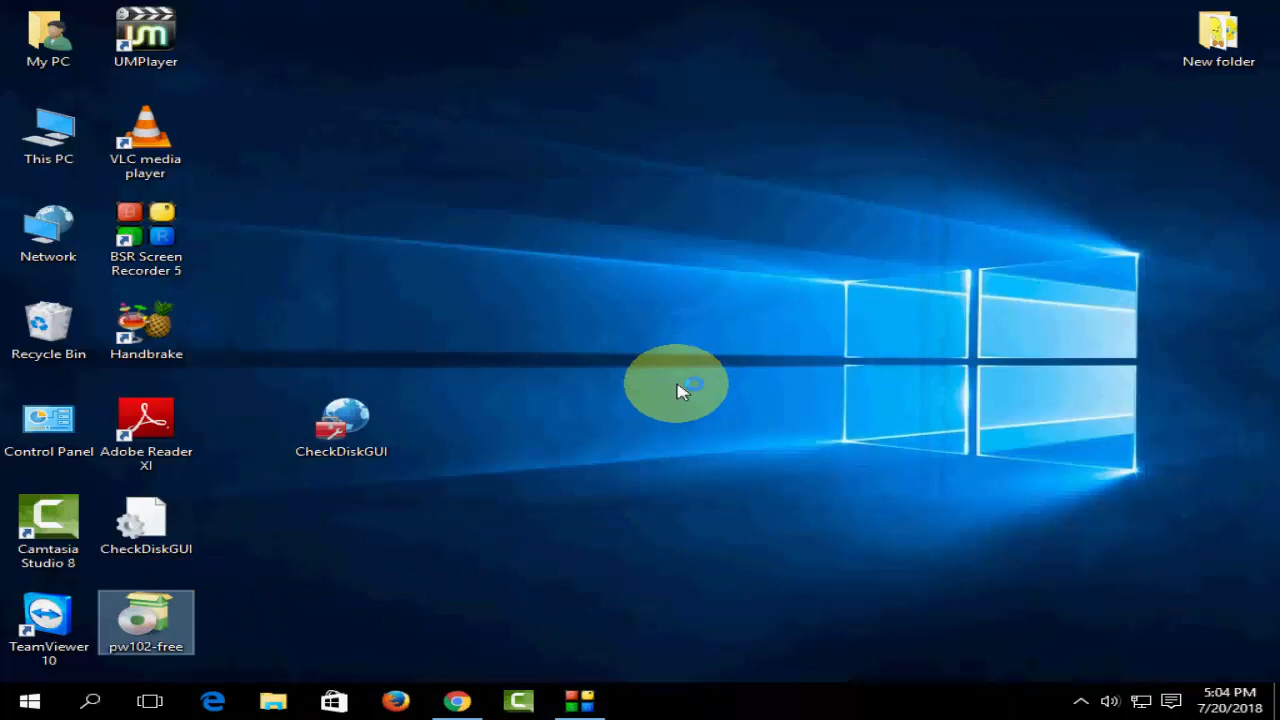 My PC
UMPlayer
New folder
This PC
VLC media
player
Network
BSR Screen
Recorder 5
Recycle Bin
Handbrake
Control Panel
Adobe Reader
XI
CheckDiskGUI
Camtasia
Studio 8
CheckDiskGUI
TeamViewer
10
pw102-free
5:04 PM
7/20/2018